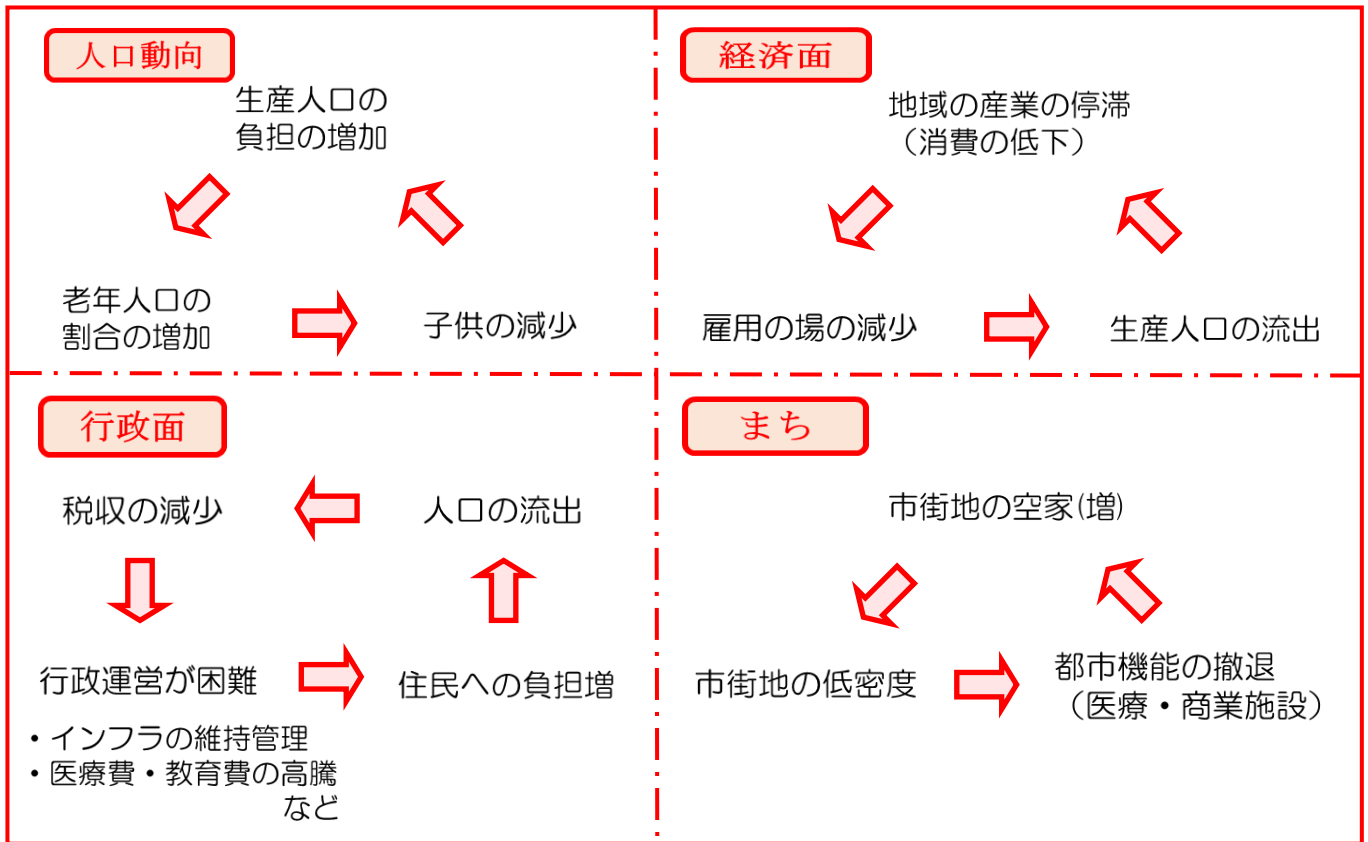 人口動向
生産人口の
負担の増加
老年人口の
割合の増加
子供の減少
経済面
地域の産業の停滞
（消費の低下）
雇用の場の減少
生産人口の流出
行政面
税収の減少
人口の流出
行政運営が困難
住民への負担増
・インフラの維持管理
・医療費・教育費の高騰
など
まち
市街地の空家(増)
市街地の低密度
都市機能の撤退
（医療・商業施設）